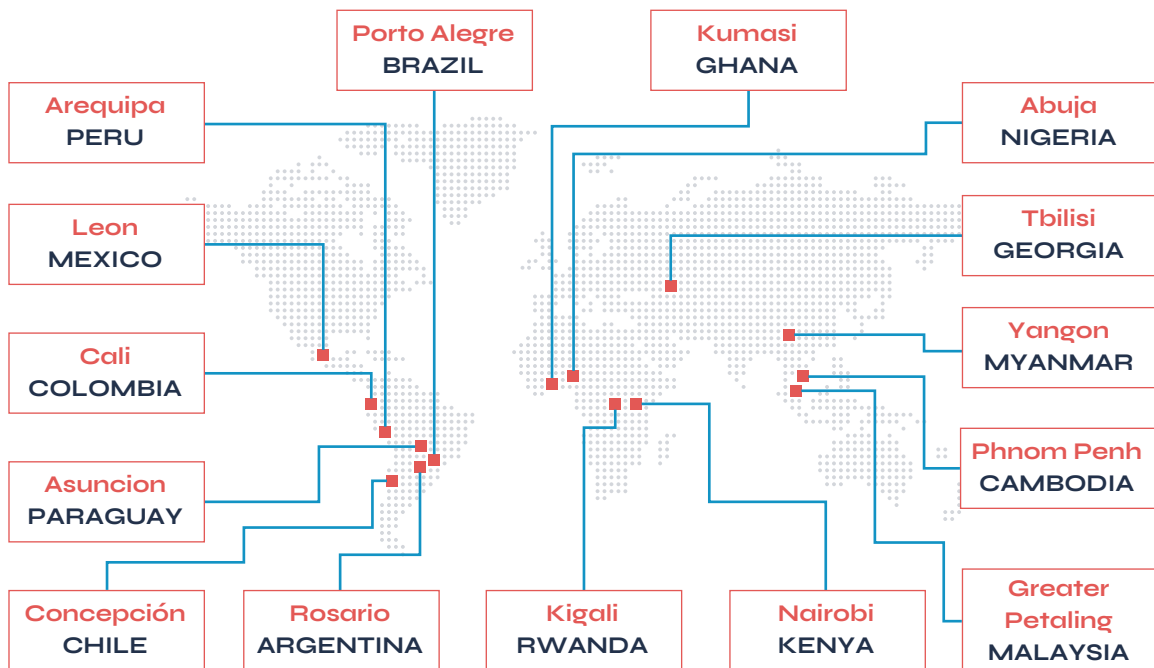 Porto Alegre
BRAZIL
Kumasi
GHANA
Arequipa
PERU
Abuja
NIGERIA
Leon
MEXICO
Tbilisi
GEORGIA
Cali
COLOMBIA
Yangon
MYANMAR
Asuncion
PARAGUAY
Phnom Penh
CAMBODIA
Concepción
CHILE
Rosario
ARGENTINA
Kigali
RWANDA
Nairobi
KENYA
Greater
Petaling
MALAYSIA